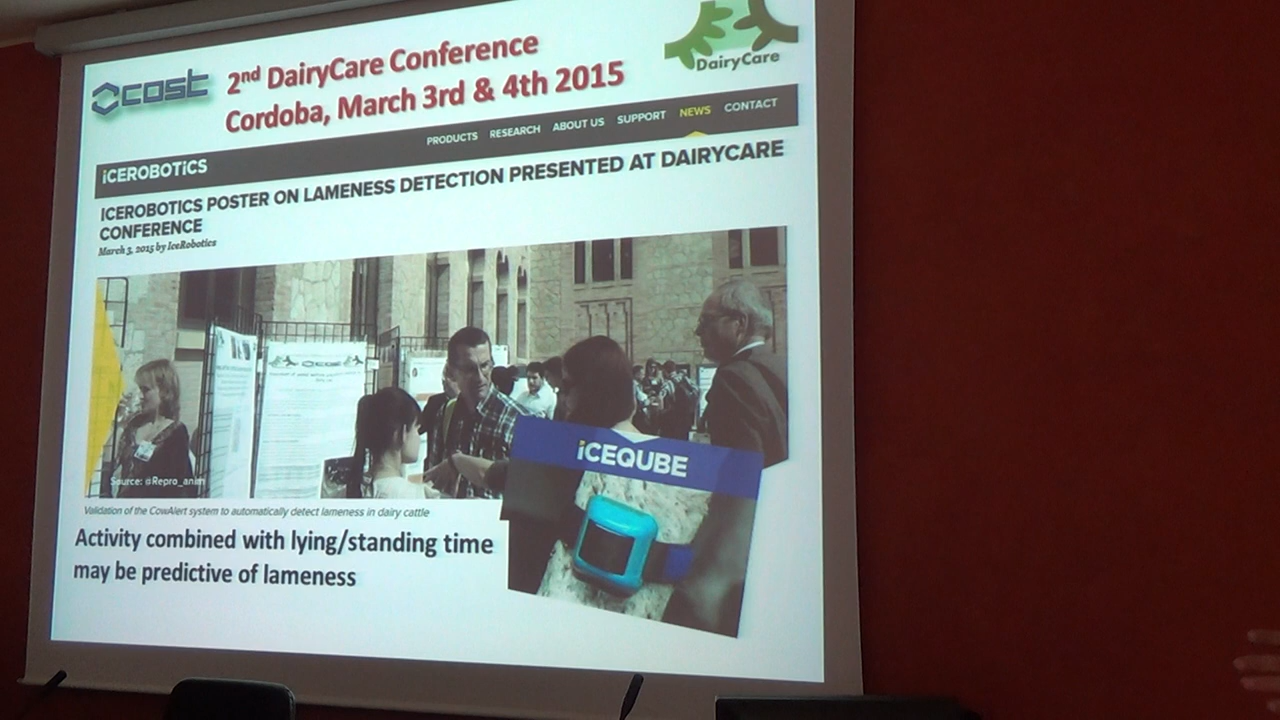 cost
2nd DairyCare Conference
Cordoba, March 3rd & 4th 2015
DairyCare
PRODUCTS RESEARCH ABOUT US SUPPORT NEWS CONTACT
iCEROBOTiCS
ICEROBOTICS POSTER ON LAMENESS DETECTION PRESENTED AT DAIRYCARE
CONFERENCE
March 3, 2015 by IceRobotics
iCEQUBE
Source: @Repro_anim
Validation of the CowAlert system to automatically detect lameness in dairy cattle
Activity combined with lying/standing time
may be predictive of lameness